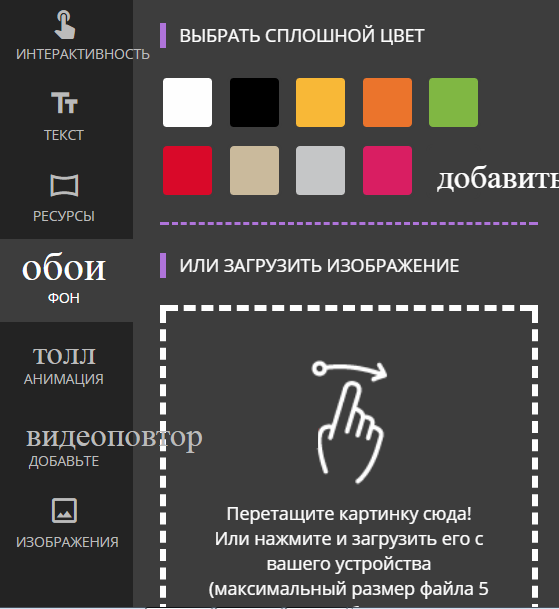 ИНТЕРАКТИВНОСТЬ
ТЕКСТ
РЕСУРСЫ
обои
ФОН
толл
АНИМАЦИЯ
видеоповтор
ДОБАВЬТЕ
ИЗОБРАЖЕНИЯ
ВЫБРАТЬ СПЛОШНОЙ ЦВЕТ
добавить
ИЛИ ЗАГРУЗИТЬ ИЗОБРАЖЕНИЕ
Перетащите картинку сюда!
Или нажмите и загрузить его с
вашего устройства
(максимальный размер файла 5